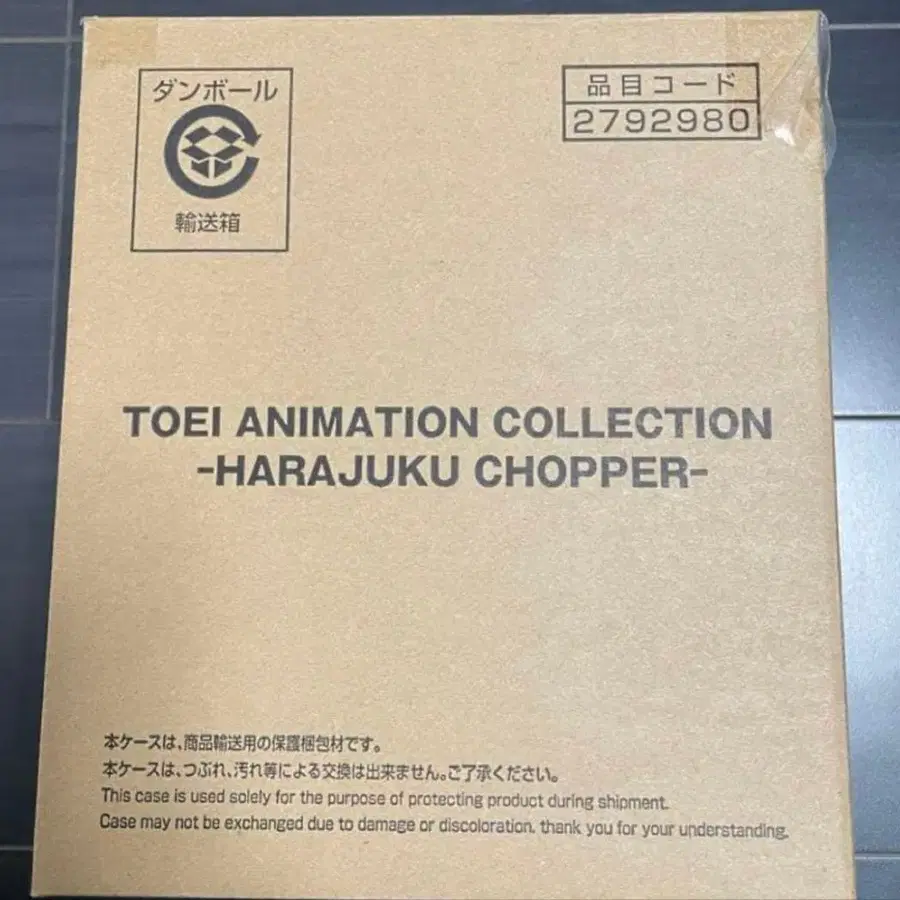 ダンボール
輸送箱
品目コード
2792980
TOEI ANIMATION COLLECTION
-HARAJUKU CHOPPER-
本ケースは、商品輸送用の保護梱包材です。
本ケースは、つぶれ、汚れ等による交換は出来ません。ご了承ください。
This case is used solely for the purpose of protecting product during shipment.
Case may not be exchanged due to damage or discoloration. thank you for your understanding.